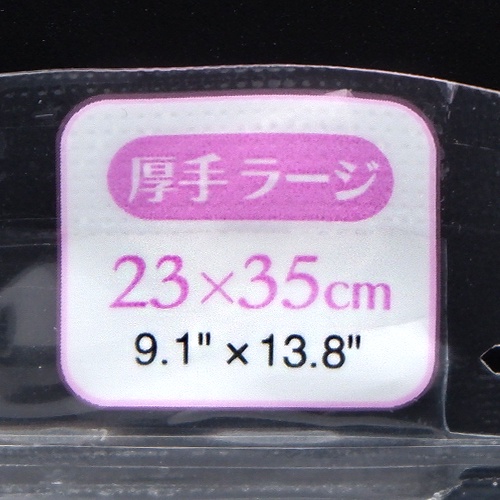 厚手 ラージ
23×35cm
9.1" × 13.8"